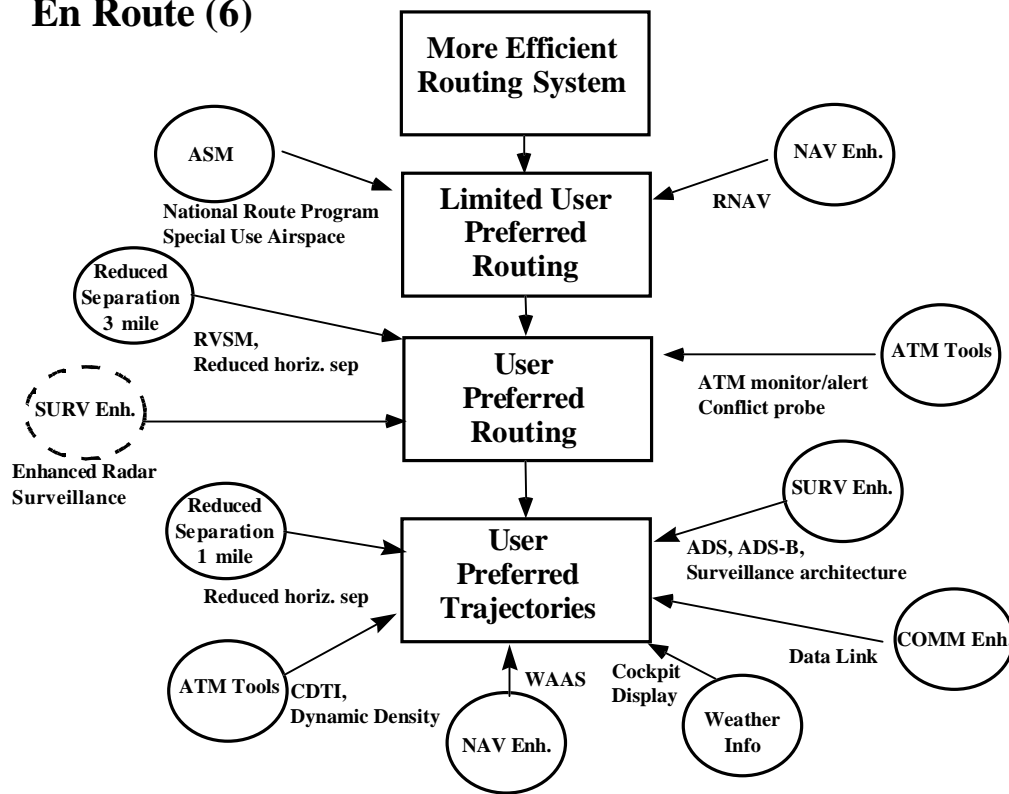 En Route (6)
More Efficient
Routing System
ASM
NAV Enh.
National Route Program
Special Use Airspace
RNAV
Limited User
Preferred
Routing
Reduced
Separation
3 mile
RVSM,
Reduced horiz. sep
ATM Tools
ATM monitor/alert
Conflict probe
User
Preferred
Routing
SURV Enh.
Enhanced Radar
Surveillance
SURV Enh.
ADS, ADS-B,
Surveillance architecture
Reduced
Separation
1 mile
Reduced horiz. sep
User
Preferred
Trajectories
COMM Enh.
Data Link
ATM Tools
CDTI,
Dynamic Density
WAAS
NAV Enh.
Cockpit
Display
Weather
Info